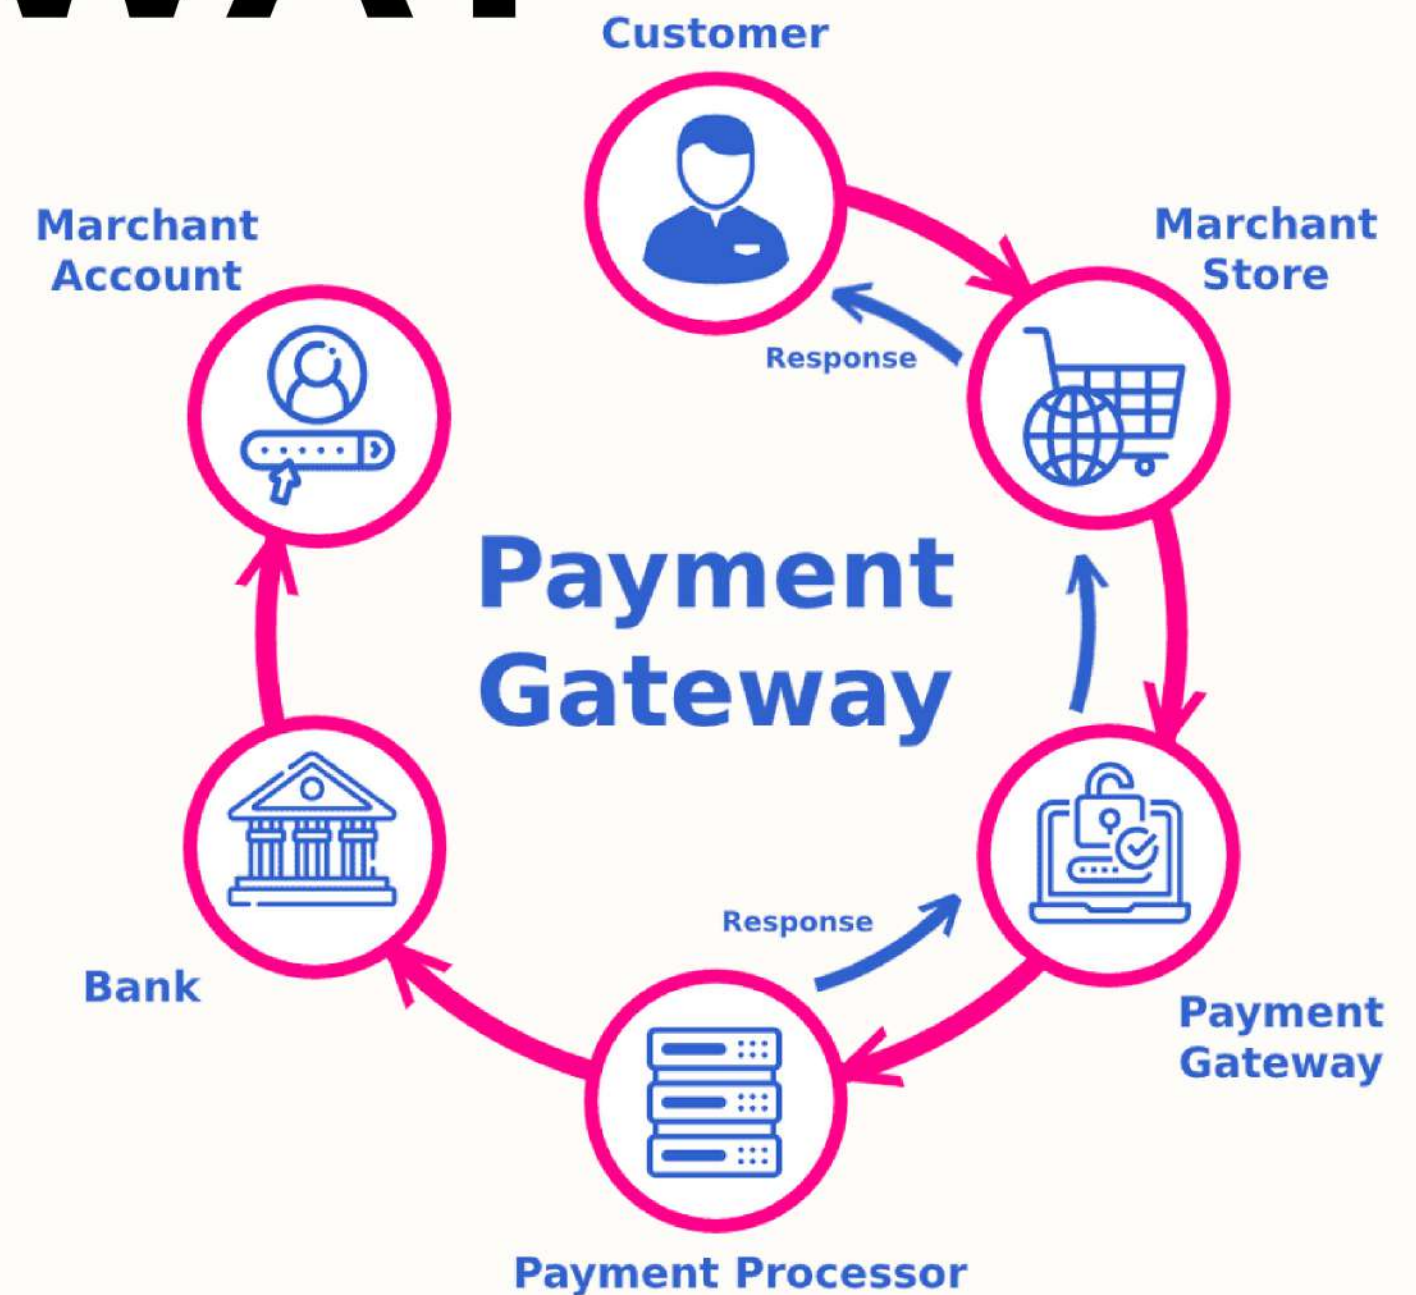 Customer
Marchant
Account
Marchant
Store
Response
Payment
Gateway
Response
Bank
Payment
Gateway
Payment Processor